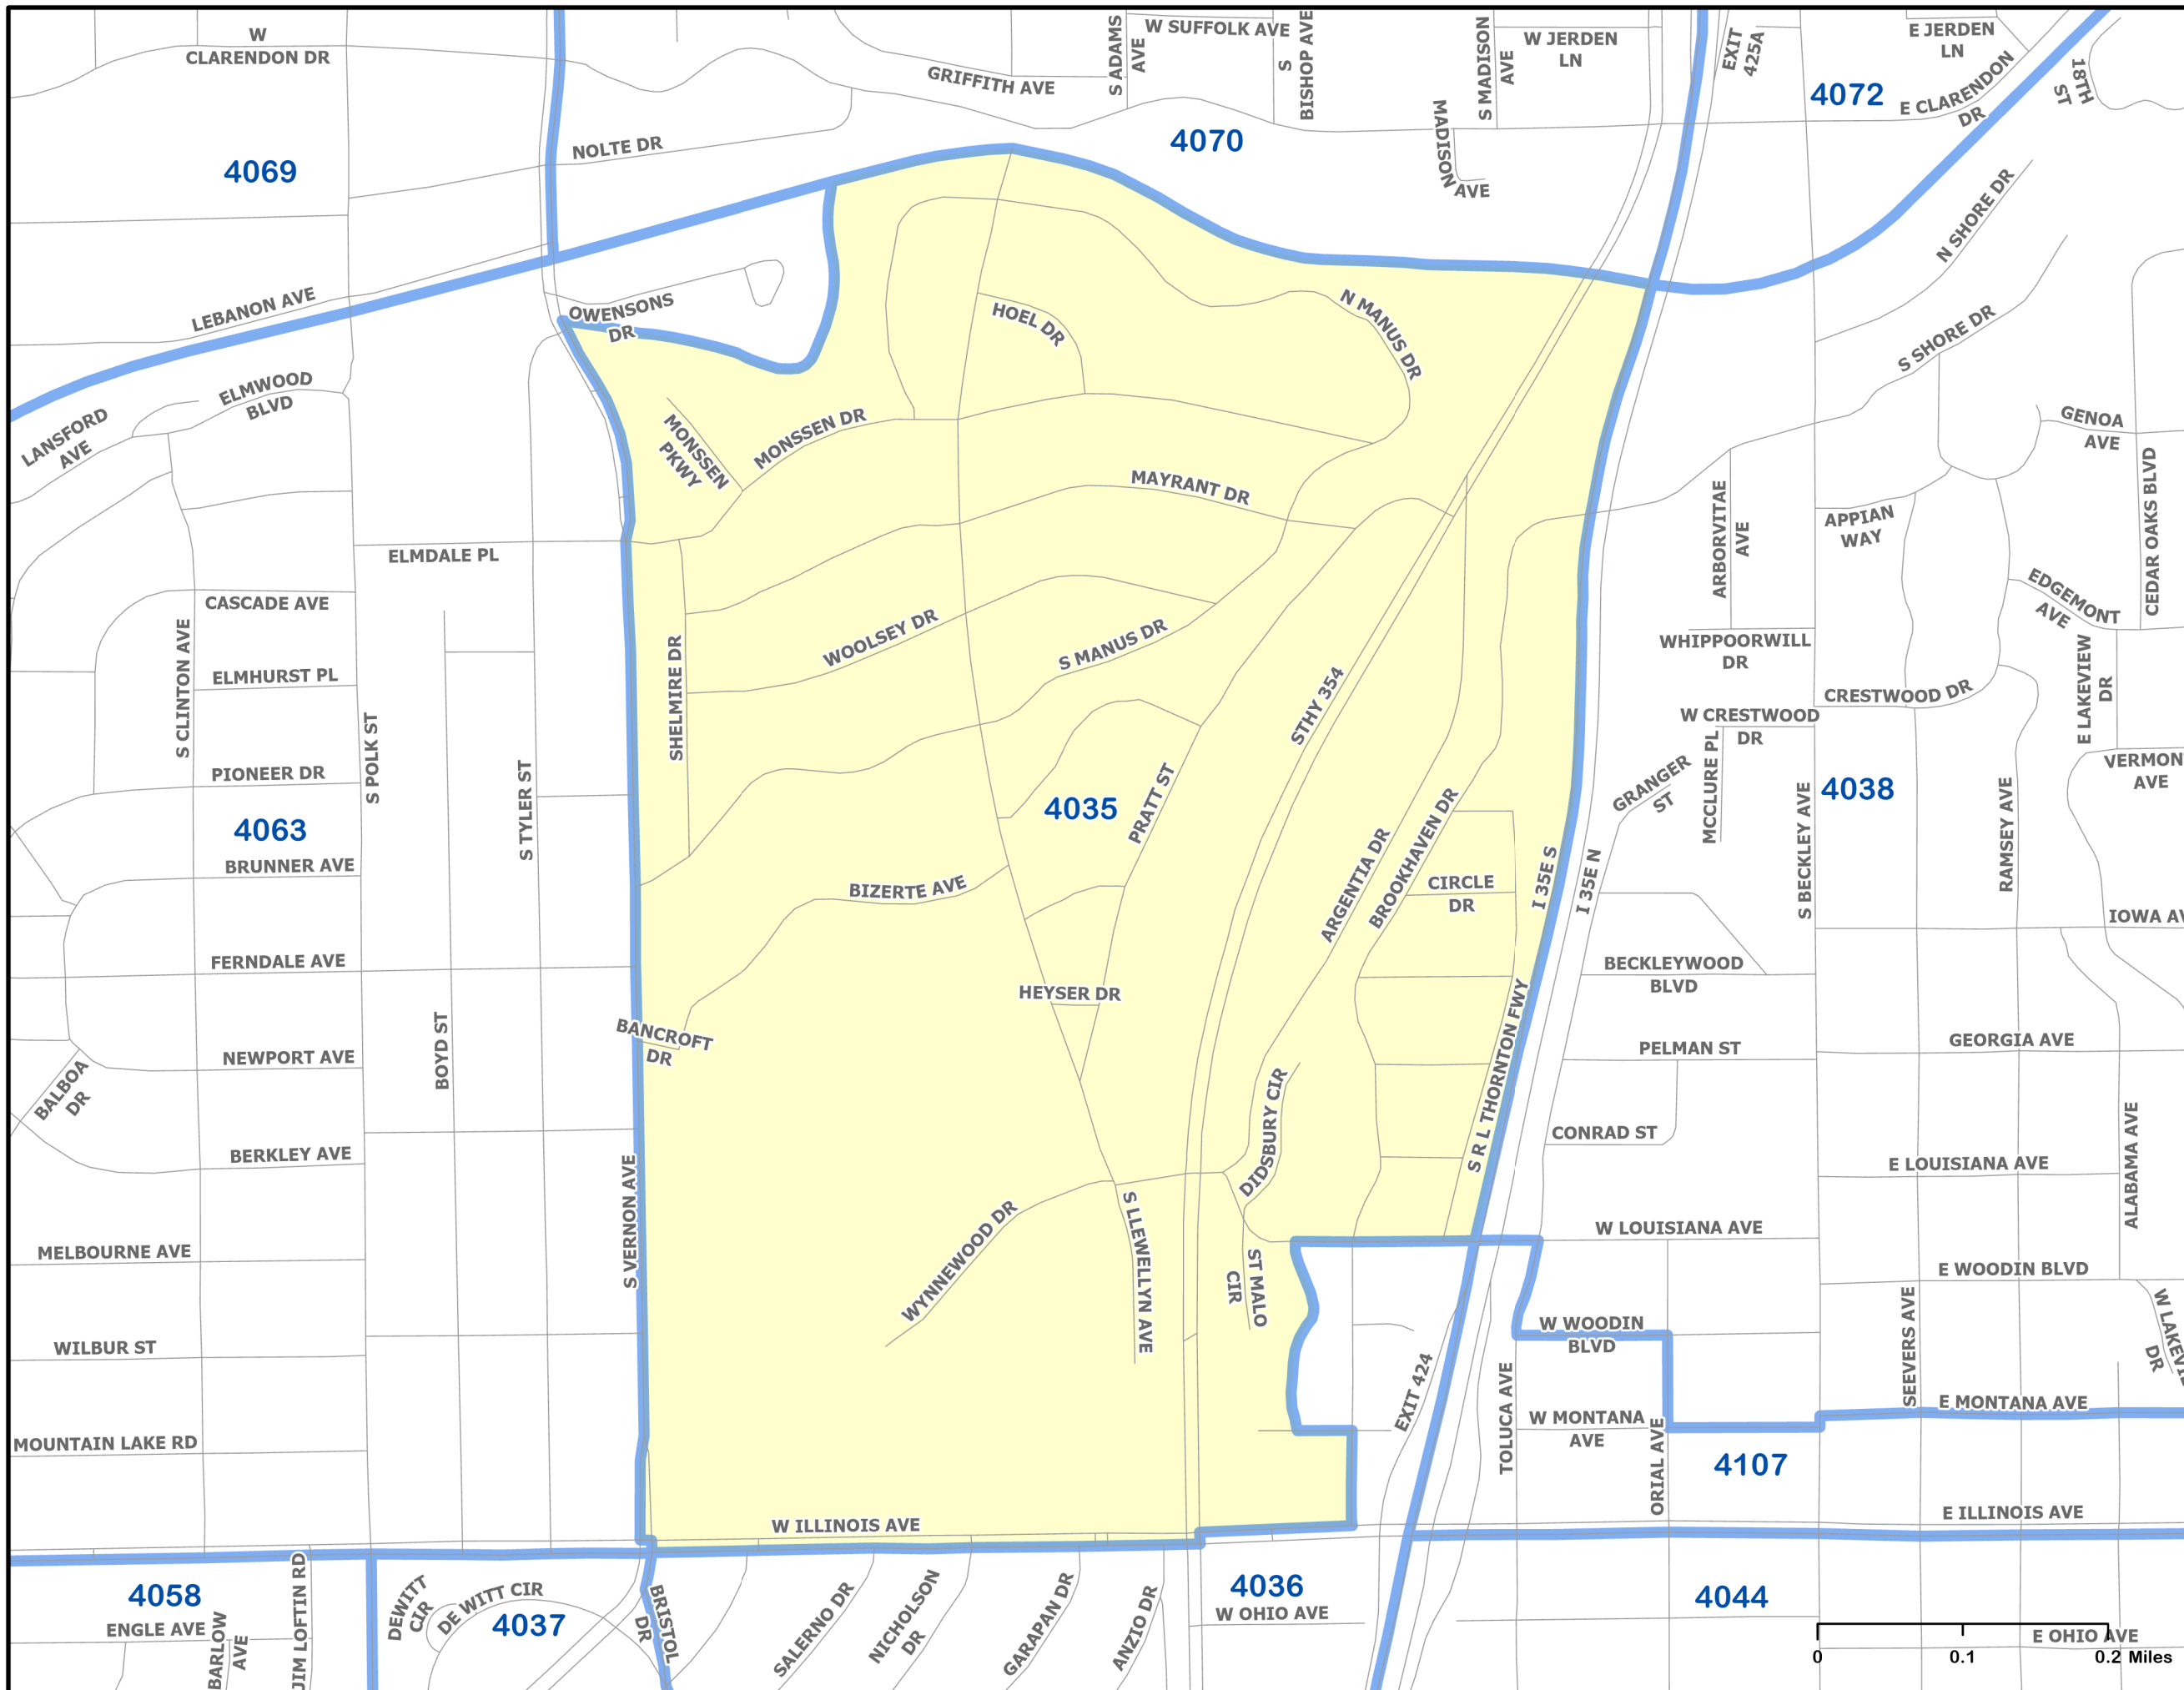 W
CLARENDON DR
GRIFFITH AVE
S ADAMS
AVE
W SUFFOLK AVE
S
BISHOP AVE
S MADISON
AVE
W JERDEN
LN
EXIT
425A
E JERDEN
LN
E CLARENDON
DR
18TH
ST
4072
4069
NOLTE DR
4070
MADISON
AVE
N SHORE DR
LEBANON AVE
OWENSONS
DR
HOEL DR
N MANUS DR
S SHORE DR
LANSFORD
AVE
ELMWOOD
BLVD
MONSSEN
PKWY
MONSSEN DR
GENOA
AVE
MAYRANT DR
ARBORVITAE
AVE
APPIAN
WAY
CEDAR OAKS BLVD
ELMDALE PL
CASCADE AVE
EDGEMONT
AVE
S CLINTON AVE
WOOLSEY DR
S MANUS DR
SHELMIRE DR
WHIPPOORWILL
DR
E LAKEVIEW
DR
ELMHURST PL
STHY 354
CRESTWOOD DR
W CRESTWOOD
DR
S POLK ST
PIONEER DR
S TYLER ST
PRATT ST
GRANGER
ST
MCCLURE PL
VERMON
AVE
4035
4038
4063
S BECKLEY AVE
RAMSEY AVE
BRUNNER AVE
BIZERTE AVE
ARGENTIA DR
BROOKHAVEN DR
CIRCLE
DR
I 35E S
I 35E N
IOWA AV
FERNDALE AVE
BECKLEYWOOD
BLVD
HEYSER DR
BANCROFT
DR
BOYD ST
S R L THORNTON FWY
NEWPORT AVE
PELMAN ST
GEORGIA AVE
BALBOA
DR
DIDSBURY CIR
CONRAD ST
ALABAMA AVE
BERKLEY AVE
E LOUISIANA AVE
S VERNON AVE
WYNNEWOOD DR
S LLEWELLYN AVE
W LOUISIANA AVE
MELBOURNE AVE
ST MALO
CIR
E WOODIN BLVD
W WOODIN
BLVD
WILBUR ST
SEEVERS AVE
DR
EXIT 424
TOLUCA AVE
W MONTANA
AVE
ORIAL AVE
E MONTANA AVE
MOUNTAIN LAKE RD
4107
W ILLINOIS AVE
E ILLINOIS AVE
4058
ENGLE AVE
BARLOW
AVE
UIM LOFTIN RD
DEWITT
CIR
DE WITT CIR
4037
BRISTOL
DR
SALERNO DR
NICHOLSON
DR
GARAPAN DR
ANZIO DR
4036
W OHIO AVE
4044
E OHIO AVE
0
0.1
0.2 Miles